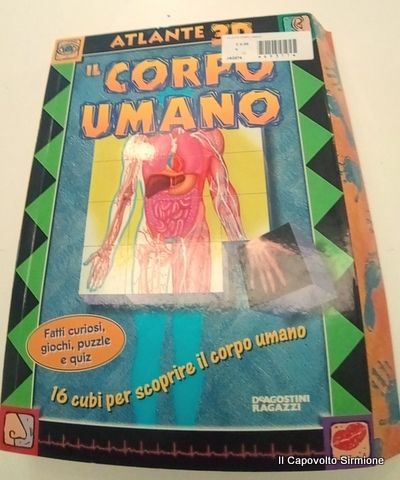 ATLANTE 3D
IL CORPO
UMANO
Fatti curiosi,
giochi, puzzle
e quiz
16 cubi per scoprire il corpo umano
DEAGOSTINI
RAGAZZI
Il Capovolto Sirmione